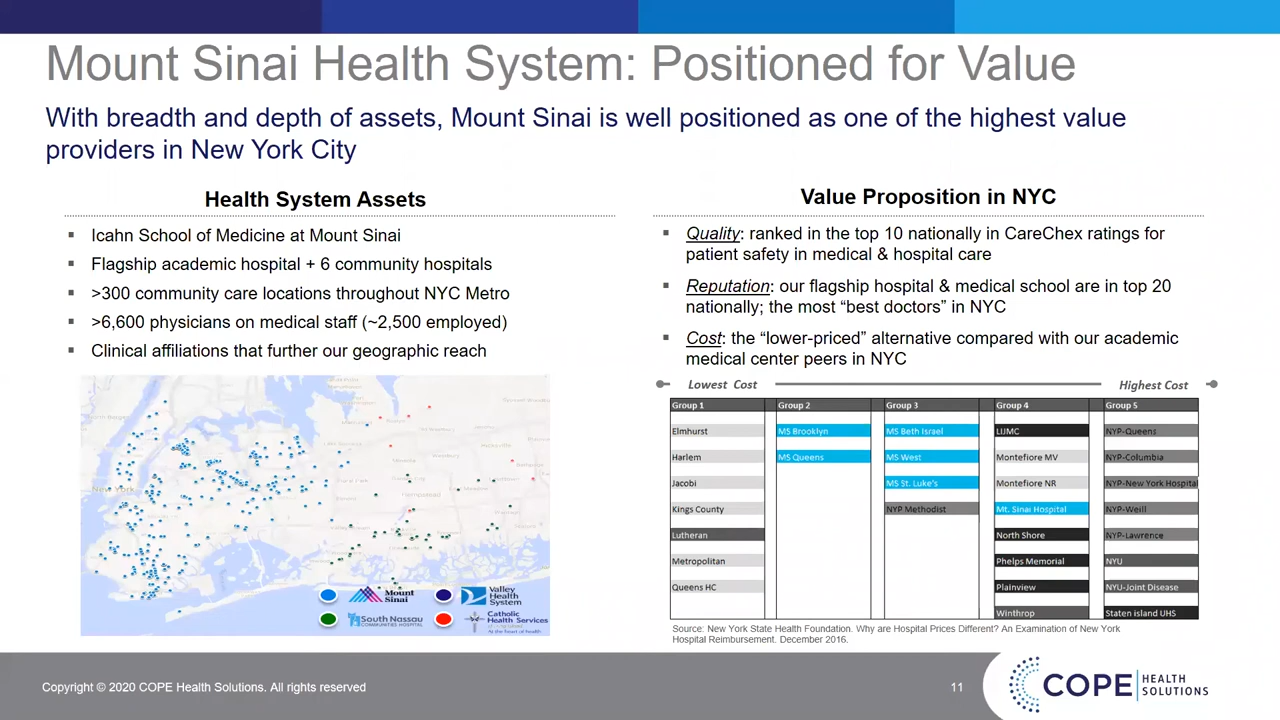 Mount Sinai Health System: Positioned for Value
With breadth and depth of assets, Mount Sinai is well positioned as one of the highest value
providers in New York City
Health System Assets
▪ Icahn School of Medicine at Mount Sinai
▪ Flagship academic hospital + 6 community hospitals
▪ >300 community care locations throughout NYC Metro
▪ >6,600 physicians on medical staff (~2,500 employed)
▪ Clinical affiliations that further our geographic reach
New York
Hempstead
Mount
Sinai
Valley
Health
System
South Nassau
COMMUNITIES HOSPITAL
Catholic
Health Services
At the heart of health
Value Proposition in NYC
▪ Quality: ranked in the top 10 nationally in CareChex ratings for
patient safety in medical & hospital care
▪ Reputation: our flagship hospital & medical school are in top 20
nationally; the most “best doctors” in NYC
▪ Cost: the “lower-priced” alternative compared with our academic
medical center peers in NYC
Lowest Cost Highest Cost
Group 1 Group 2 Group 3 Group 4 Group 5
Elmhurst MS Brooklyn MS Beth Israel LIJMC NYP-Queens
Harlem MS Queens MS West Montefiore MV NYP-Columbia
Jacobi MS St. Luke's Montefiore NR NYP-New York Hospital
Kings County NYP Methodist Mt. Sinai Hospital NYP-Weill
Lutheran North Shore NYP-Lawrence
Metropolitan Phelps Memorial NYU
Queens HC Plainview NYU-Joint Disease
Winthrop Staten island UHS
Source: New York State Health Foundation. Why are Hospital Prices Different? An Examination of New York
Hospital Reimbursement. December 2016.
Copyright © 2020 COPE Health Solutions. All rights reserved
11
COPE HEALTH
SOLUTIONS